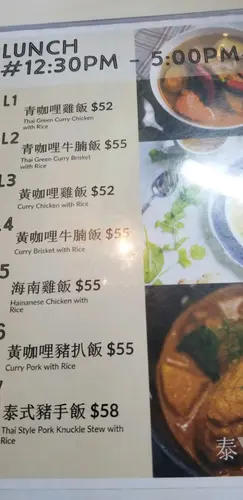 LUNCH
#12:30PM - 5:00PM
L1
青咖哩雞飯 $52
Thai Green Curry Chicken
with Rice
L2
青咖哩牛腩飯 $55
Thai Green Curry Brisket
with Rice
L3
黃咖哩雞飯 $52
Curry Chicken with Rice
L4
黃咖哩牛腩飯 $55
Curry Brisket with Rice
5
海南雞飯 $55
Hainanese Chicken with
Rice
6
黃咖哩豬扒飯 $55
Curry Pork with Rice
泰式豬手飯 $58
Thai Style Pork Knuckle Stew with
Rice
泰